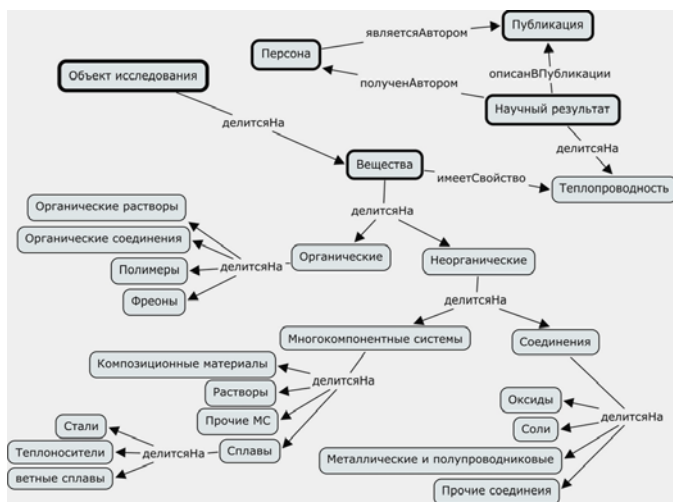 Публикация
являетсяАвтором
Персона
Объект исследования
полученАвтором
описанВПубликации
Научный результат
делитсяНа
делитсяНа
Вещества
имеетСвойство
Теплопроводность
Органические растворы
делитсяНа
Органические соединения
Органические
Неорганические
Полимеры
делитсяНа
Фреоны
делитсяНа
Многокомпонентные системы
Соединения
Композиционные материалы
делитсяНа
Растворы
Оксиды
Прочие МС
делитсяНа
Стали
Соли
Теплоносители
делитсяНа
Сплавы
Металлические и полупроводниковые
ветные сплавы
Прочие соединеия